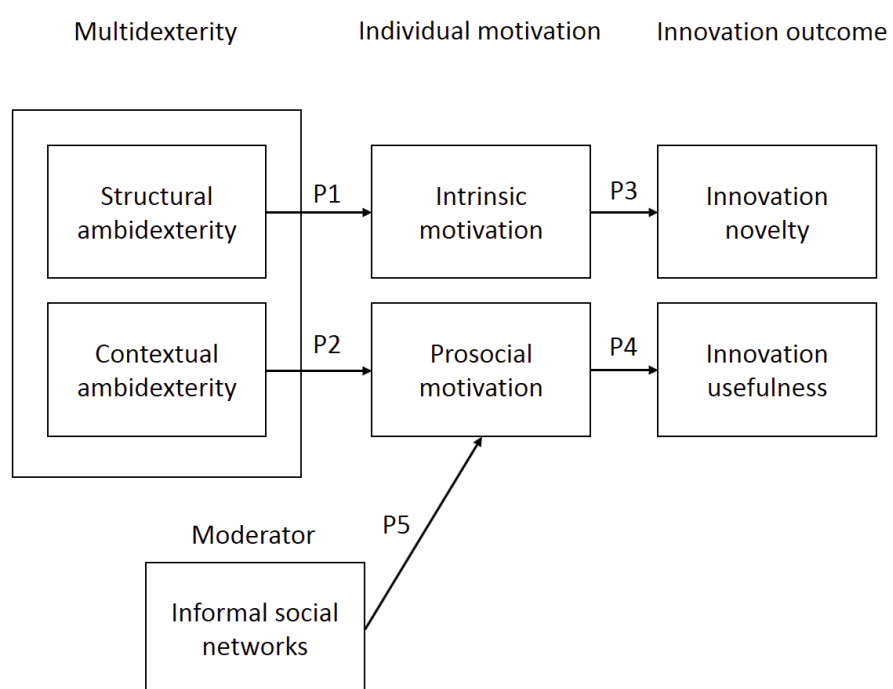 Multidexterity
Individual motivation
Innovation outcome
Structural
ambidexterity
P1
Intrinsic
motivation
P3
Innovation
novelty
Contextual
ambidexterity
P2
Prosocial
motivation
P4
Innovation
usefulness
P5
Moderator
Informal social
networks